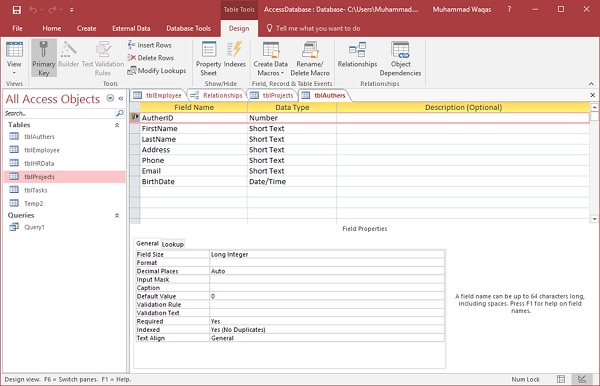 Table Tools
AccessDatabase : Database- C:\Users\Muhammad....
Muhammad Waqas
File
Home
Create
External Data
Database Tools
Design
Tell me what you want to do
View
Primary Key
Builder
Test Validation Rules
Insert Rows
Delete Rows
Modify Lookups
Property Sheet
Indexes
Create Data Macros
Rename/ Delete Macro
Relationships
Object Dependencies
Views
Tools
Show/Hide
Field, Record & Table Events
Relationships
All Access Objects
Search...
Tables
tblAuthers
tblEmployee
tblHRData
tblProjects
tblTasks
Temp2
Queries
Query1
tblEmployee
Relationships
tblProjects
tblAuthers
Field Name Data Type Description (Optional)
AutherID Number
FirstName Short Text
LastName Short Text
Address Short Text
Phone Short Text
Email Short Text
BirthDate Date/Time
Field Properties
General Lookup
Field Size Long Integer
Format
Decimal Places Auto
Input Mask
Caption
Default Value 0
Validation Rule
Validation Text
Required Yes
Indexed Yes (No Duplicates)
Text Align General
A field name can be up to 64 characters long,
including spaces. Press F1 for help on field
names.
Design view. F6 = Switch panes. F1 = Help.
Num Lock